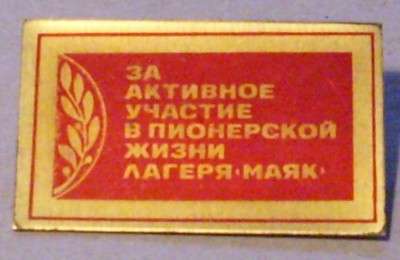 ЗА
АКТИВНОЕ
УЧАСТИЕ
В ПИОНЕРСКОЙ
ЖИЗНИ
ЛАГЕРЯ «МАЯК»